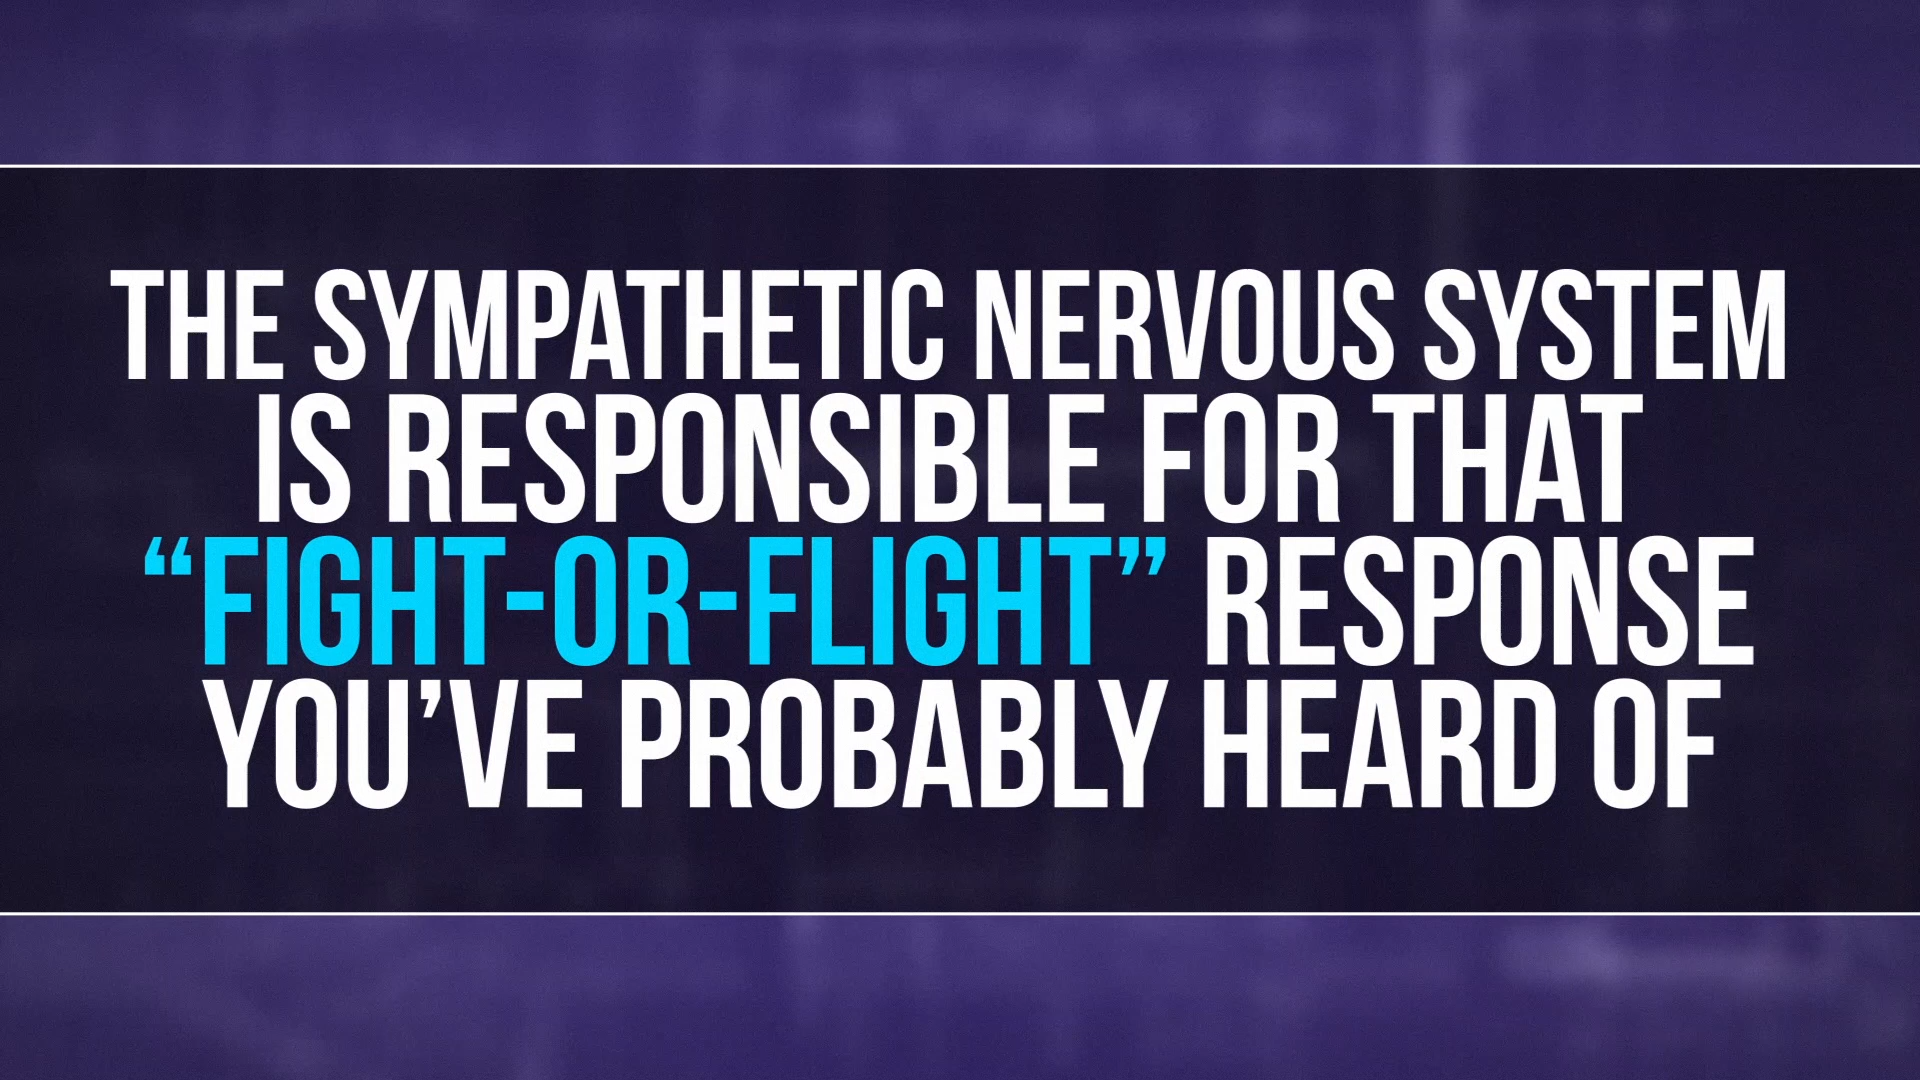 THE SYMPATHETIC NERVOUS SYSTEM
IS RESPONSIBLE FOR THAT
“FIGHT-OR-FLIGHT” RESPONSE
YOU’VE PROBABLY HEARD OF